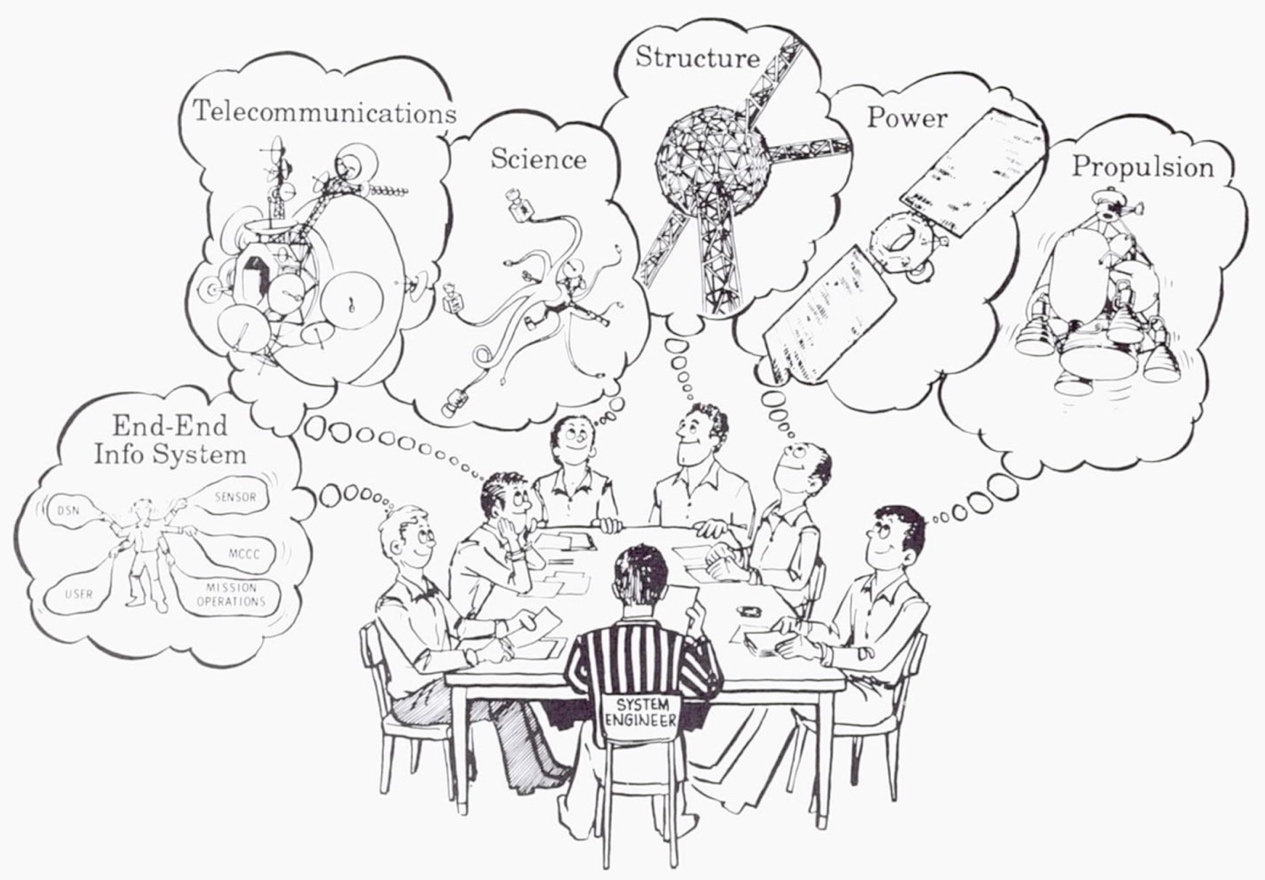 Telecommunications
Science
Structure
Power
Propulsion
End-End
Info System
DSN
SENSOR
MCCC
USER
MISSION
OPERATIONS
SYSTEM
ENGINEER